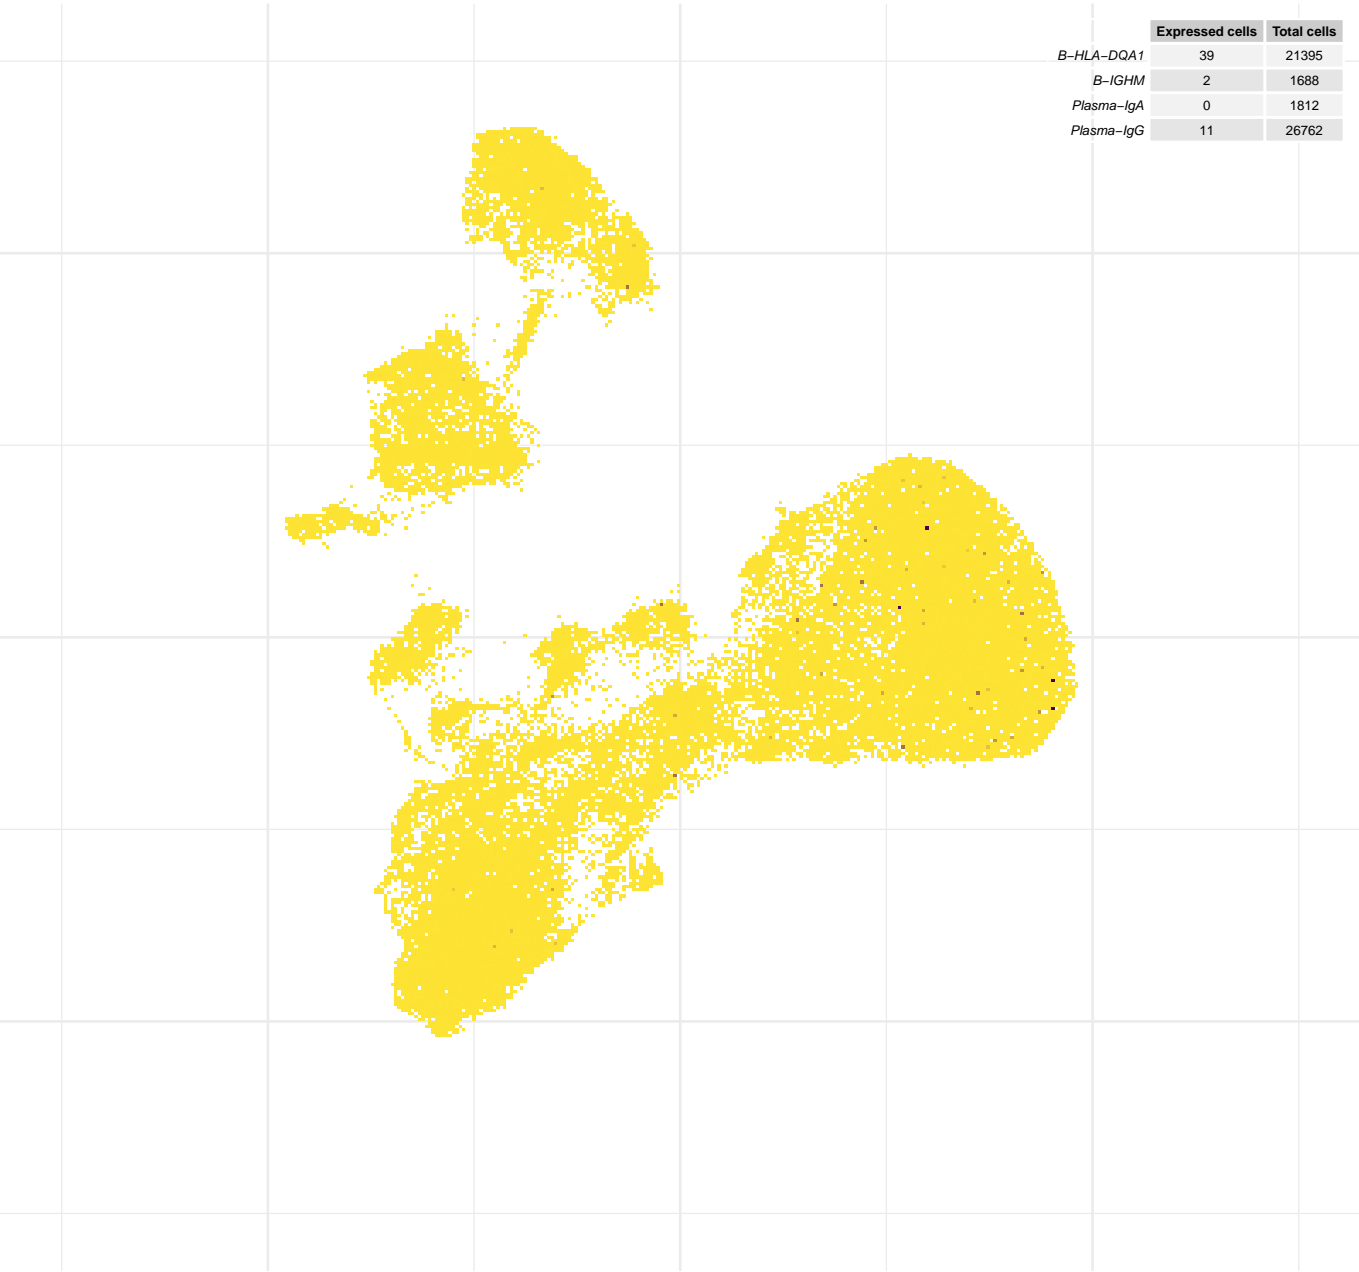 Expressed cells Total cells
B−HLA−DQA1 39 21395
B−IGHM 2 1688
Plasma−IgA 0 1812
Plasma−IgG 11 26762